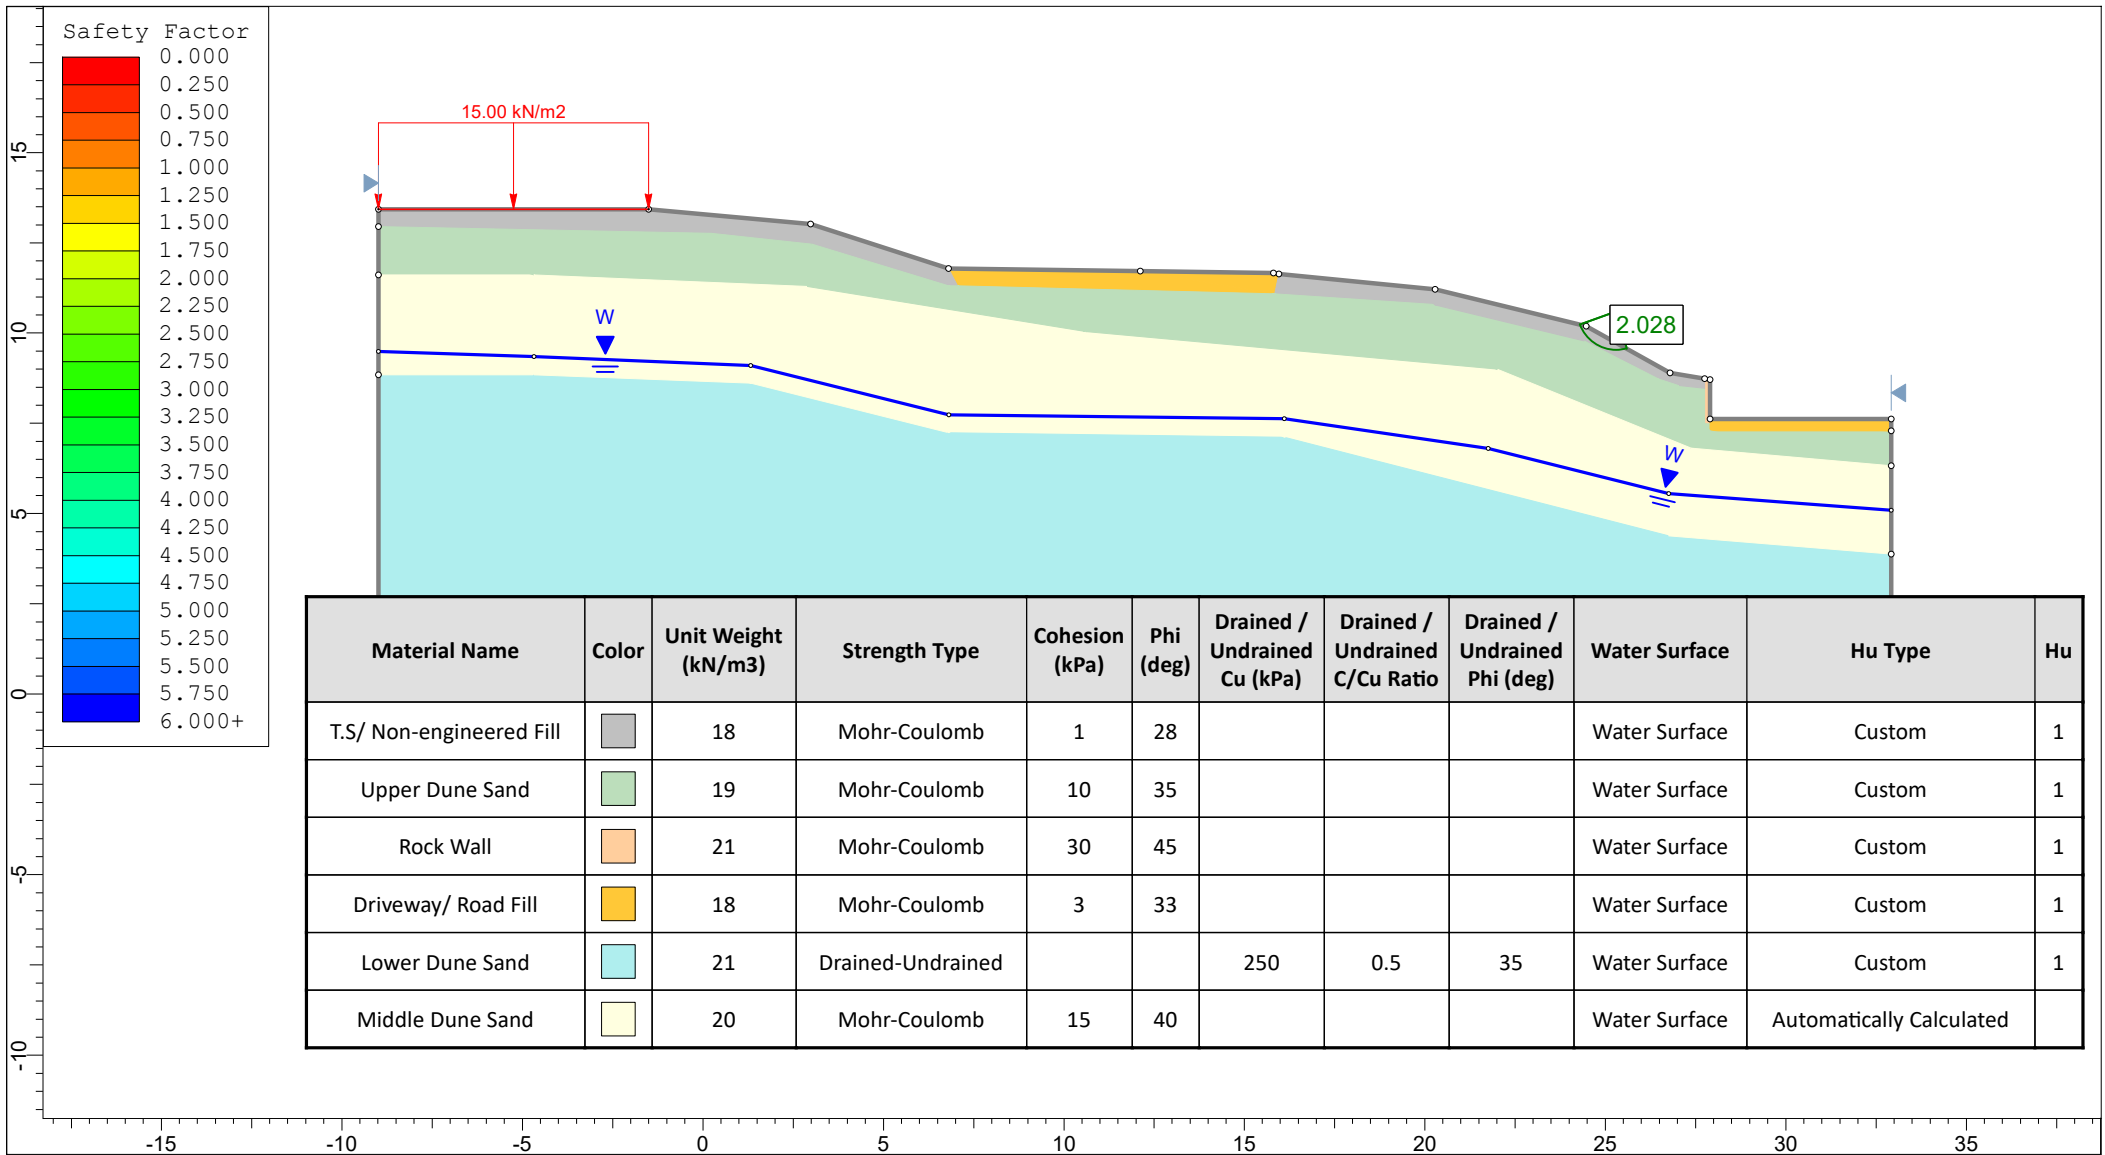 Safety Factor
0.000
0.250
0.500
0.750
1.000
1.250
1.500
1.750
2.000
2.250
2.500
2.750
3.000
3.250
3.500
3.750
4.000
4.250
4.500
4.750
5.000
5.250
5.500
5.750
6.000+
15.00 kN/m2
W
2.028
W
15
10
5
0
-5
-10
Material Name Color Unit Weight (kN/m3) Strength Type Cohesion (kPa) Phi (deg) Drained / Undrained Cu (kPa) Drained / Undrained C/Cu Ratio Drained / Undrained Phi (deg) Water Surface Hu Type Hu
T.S/ Non-engineered Fill 18 Mohr-Coulomb 1 28 Water Surface Custom 1
Upper Dune Sand 19 Mohr-Coulomb 10 35 Water Surface Custom 1
Rock Wall 21 Mohr-Coulomb 30 45 Water Surface Custom 1
Driveway/ Road Fill 18 Mohr-Coulomb 3 33 Water Surface Custom 1
Lower Dune Sand 21 Drained-Undrained 250 0.5 35 Water Surface Custom 1
Middle Dune Sand 20 Mohr-Coulomb 15 40 Water Surface Automatically Calculated
-15 -10 -5 0 5 10 15 20 25 30 35